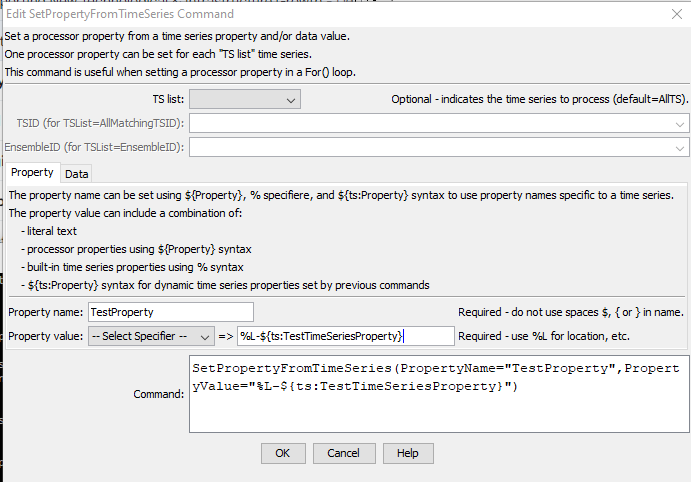 Edit SetPropertyFromTimeSeries Command
Set a processor property from a time series property and/or data value.
One processor property can be set for each "TS list" time series.
This command is useful when setting a processor property in a For() loop.
TS list: Optional - indicates the time series to process (default=AllTS).
TSID (for TSList=AllMatchingTSID):
EnsembleID (for TSList=EnsembleID):
Property Data
The property name can be set using ${Property}, % specifiere, and ${ts:Property} syntax to use property names specific to a time series.
The property value can include a combination of:
- literal text
- processor properties using ${Property} syntax
- built-in time series properties using % syntax
- ${ts:Property} syntax for dynamic time series properties set by previous commands
Property name: TestProperty Required - do not use spaces $, { or } in name.
Property value: -- Select Specifier -- => %L-${ts:TestTimeSeriesProperty} Required - use %L for location, etc.
SetPropertyFromTimeSeries(PropertyName="TestProperty",Propert
Command: yValue="%L-${ts:TestTimeSeriesProperty}")
OK Cancel Help